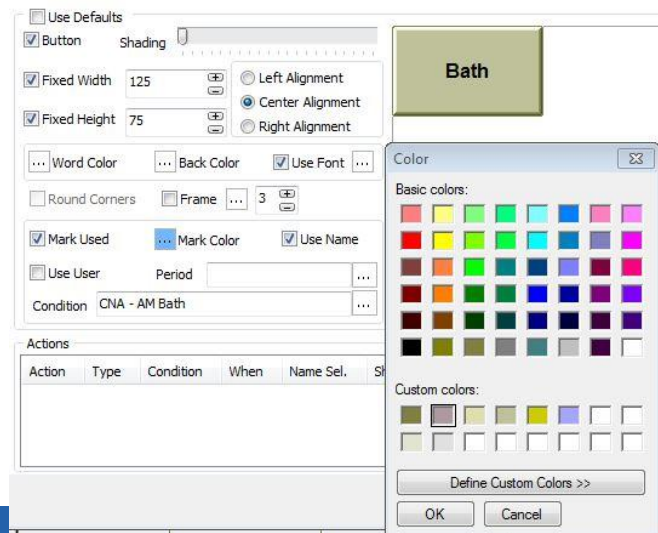 Use Defaults
Button Shading
Fixed Width 125
Left Alignment
Center Alignment
Fixed Height 75
Right Alignment
... Word Color ... Back Color Use Font ...
Round Corners Frame ... 3
Mark Used ... Mark Color Use Name
Use User Period ...
Condition CNA - AM Bath ...
Actions
Action Type Condition When Name Sel.
Bath
Color
Basic colors:
Custom colors:
Define Custom Colors >>
OK Cancel